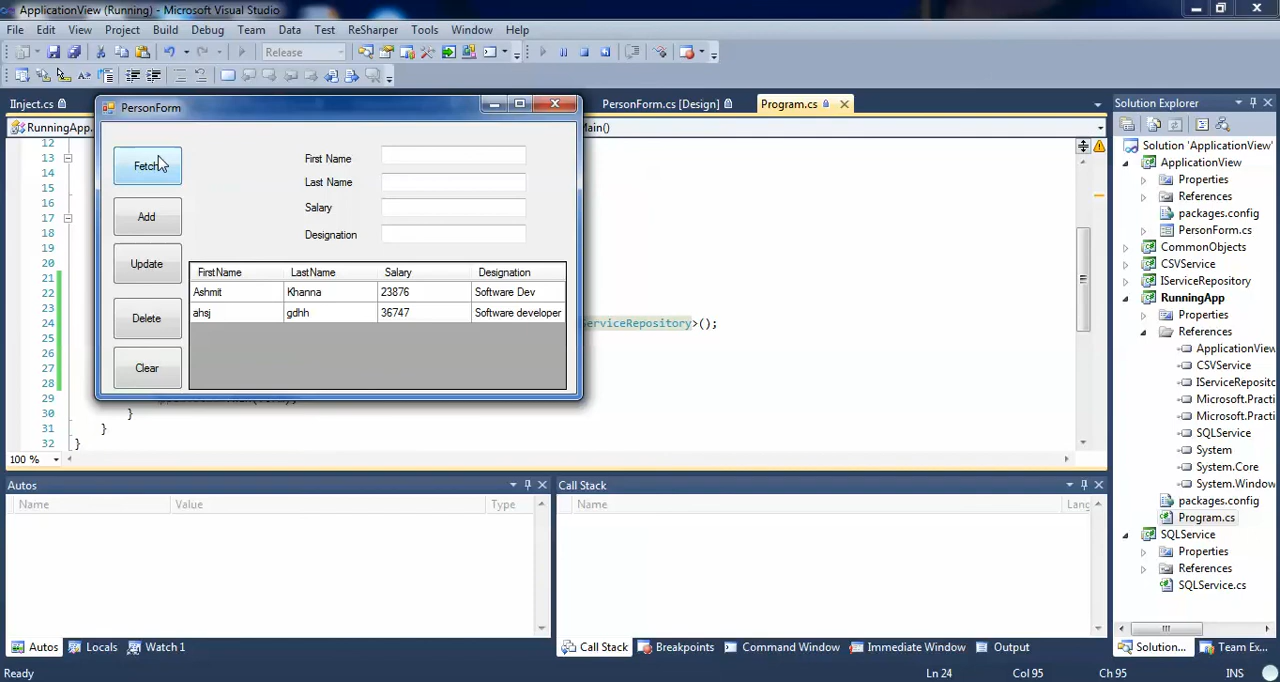 ApplicationView (Running) - Microsoft Visual Studio
File Edit View Project Build Debug Team Data Test ReSharper Tools Window Help
Release
IInject.cs
PersonForm.cs [Design]
Program.cs
RunningApp.
Main()
PersonForm
Fetch
Add
Update
Delete
Clear
First Name
Last Name
Salary
Designation
FirstName LastName Salary Designation
Ashmit Khanna 23876 Software Dev
ahsj gdhh 36747 Software developer
12
13
14
15
16
17
18
19
20
21
22
23
24 erviceRepository>();
25
26
27
28
29
30 }
31 }
32 }
100 %
Solution Explorer
Solution 'ApplicationView'
ApplicationView
Properties
References
packages.config
PersonForm.cs
CommonObjects
CSVService
IServiceRepository
RunningApp
Properties
References
ApplicationView
CSVService
IServiceReposito
Microsoft.Practi
Microsoft.Practi
SQLService
System
System.Core
System.Window
packages.config
Program.cs
SQLService
Properties
References
SQLService.cs
Autos
Name Value Type
Call Stack
Name Lang
Autos Locals Watch 1
Call Stack Breakpoints Command Window Immediate Window Output
Solution... Team Ex...
Ready Ln 24 Col 95 Ch 95 INS